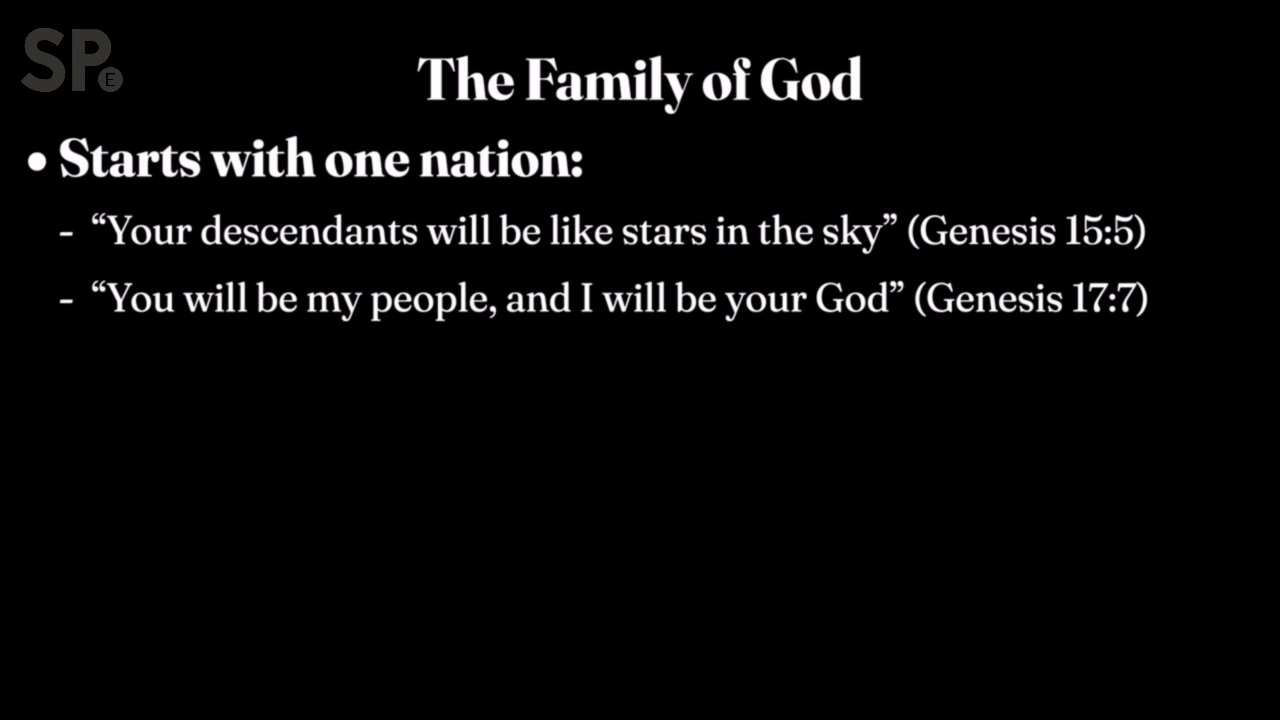 SP E
The Family of God
• Starts with one nation:
- “Your descendants will be like stars in the sky” (Genesis 15:5)
- “You will be my people, and I will be your God” (Genesis 17:7)